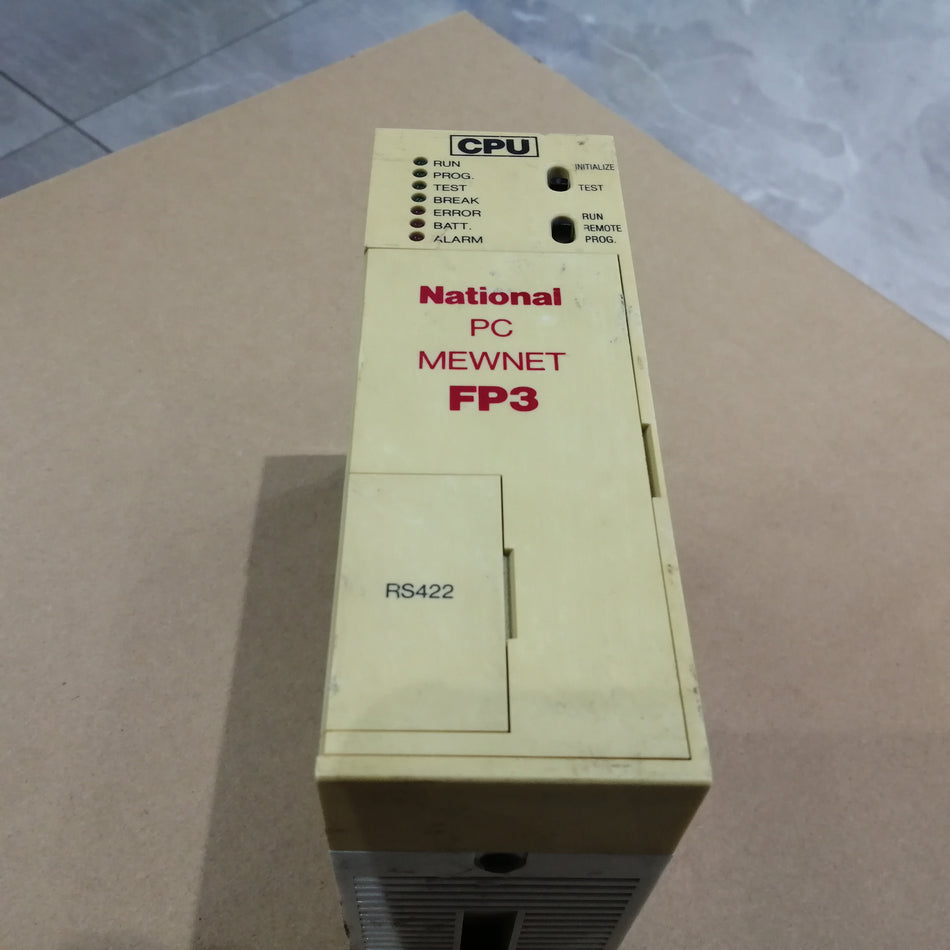 CPU
RUN
PROG.
TEST
BREAK
ERROR
BATT.
ALARM
INITIALIZE
TEST
RUN
REMOTE
PROG.
National
PC
MEWNET
FP3
RS422